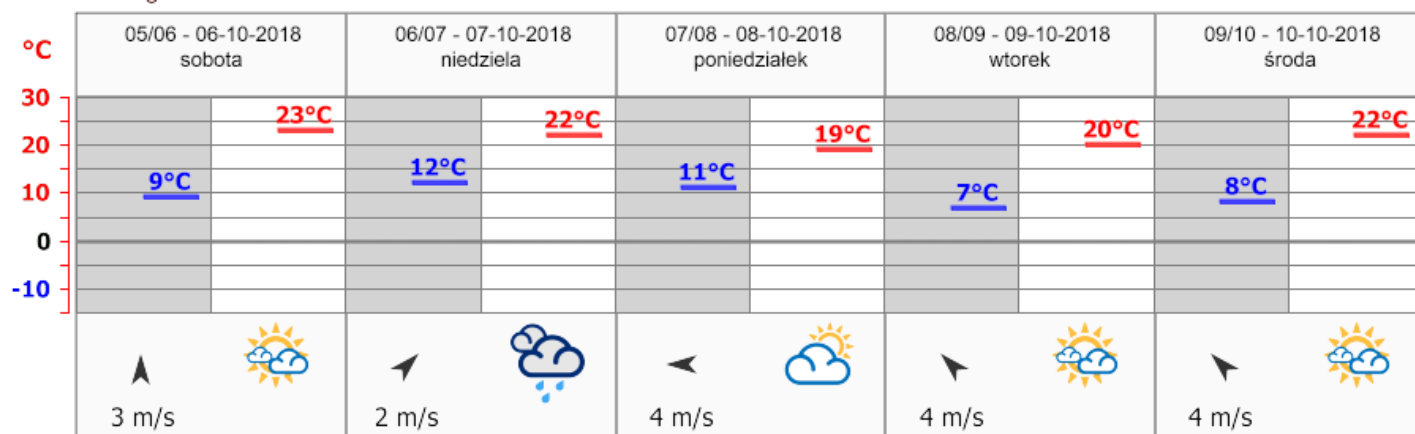 05/06 - 06-10-2018 06/07 - 07-10-2018 07/08 - 08-10-2018 08/09 - 09-10-2018 09/10 - 10-10-2018
°C sobota niedziela poniedziałek wtorek środa
30
23°C 22°C 19°C 20°C 22°C
20
9°C 12°C 11°C 7°C 8°C
10
0
-10
3 m/s 2 m/s 4 m/s 4 m/s 4 m/s